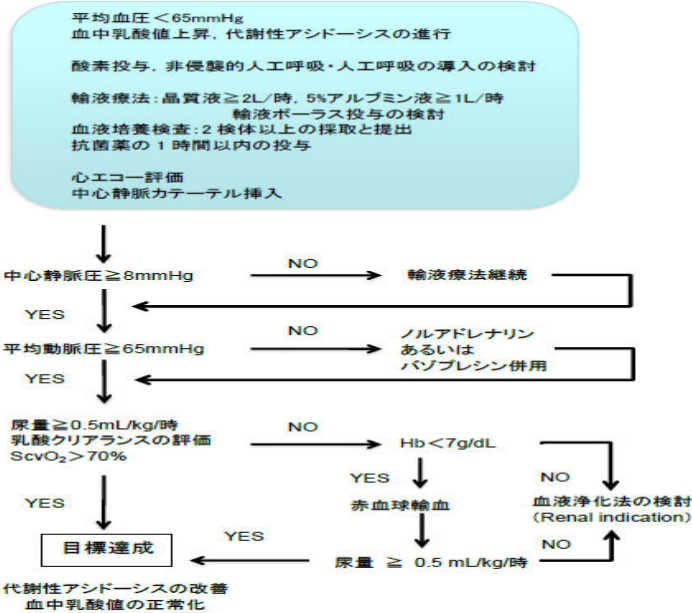 平均血圧＜65mmHg
血中乳酸値上昇，代謝性アシドーシスの進行
酸素投与，非侵襲的人工呼吸・人工呼吸の導入の検討
輸液療法：晶質液≧2L/時，5%アルブミン液≧1L/時
輸液ボーラス投与の検討
血液培養検査：2 検体以上の採取と提出
抗菌薬の 1 時間以内の投与
心エコー評価
中心静脈カテーテル挿入
中心静脈圧≧8mmHg
NO
輸液療法継続
YES
平均動脈圧≧65mmHg
NO
ノルアドレナリン
あるいは
バゾプレシン併用
YES
尿量≧0.5mL/kg/時
乳酸クリアランスの評価
ScvO₂＞70%
NO
Hb＜7g/dL
YES
NO
YES
赤血球輸血
血液浄化法の検討
(Renal indication)
目標達成
YES
尿量 ≧ 0.5 mL/kg/時
NO
代謝性アシドーシスの改善
血中乳酸値の正常化